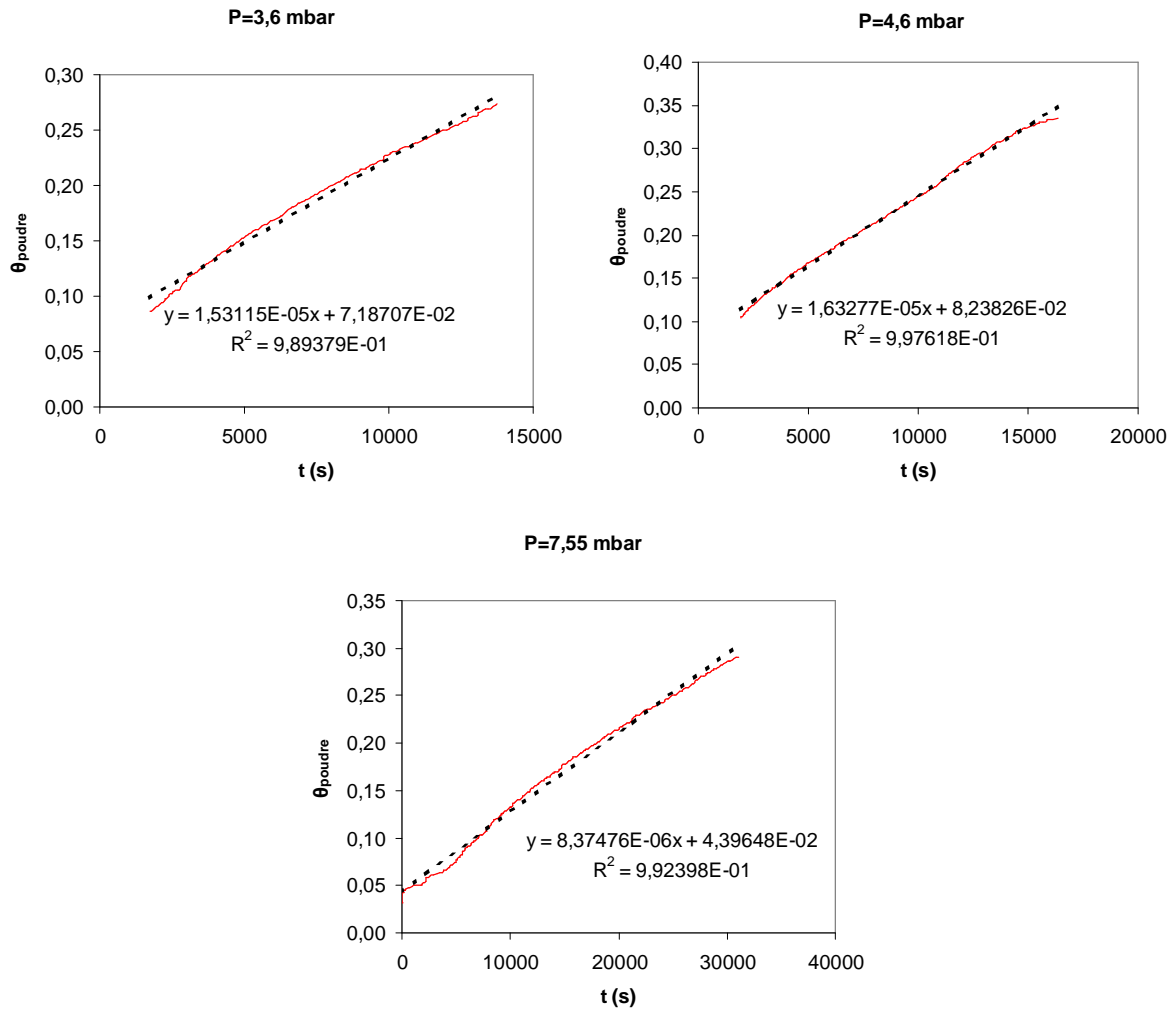 P=3,6 mbar
0,30
0,25
0,20
0,15
0,10
0,05
0,00
θpoudre
y = 1,53115E-05x + 7,18707E-02
R² = 9,89379E-01
0 5000 10000 15000
t (s)
P=4,6 mbar
0,40
0,35
0,30
0,25
0,20
0,15
0,10
0,05
0,00
θpoudre
y = 1,63277E-05x + 8,23826E-02
R² = 9,97618E-01
0 5000 10000 15000 20000
t (s)
P=7,55 mbar
0,35
0,30
0,25
0,20
0,15
0,10
0,05
0,00
θpoudre
y = 8,37476E-06x + 4,39648E-02
R² = 9,92398E-01
0 10000 20000 30000 40000
t (s)